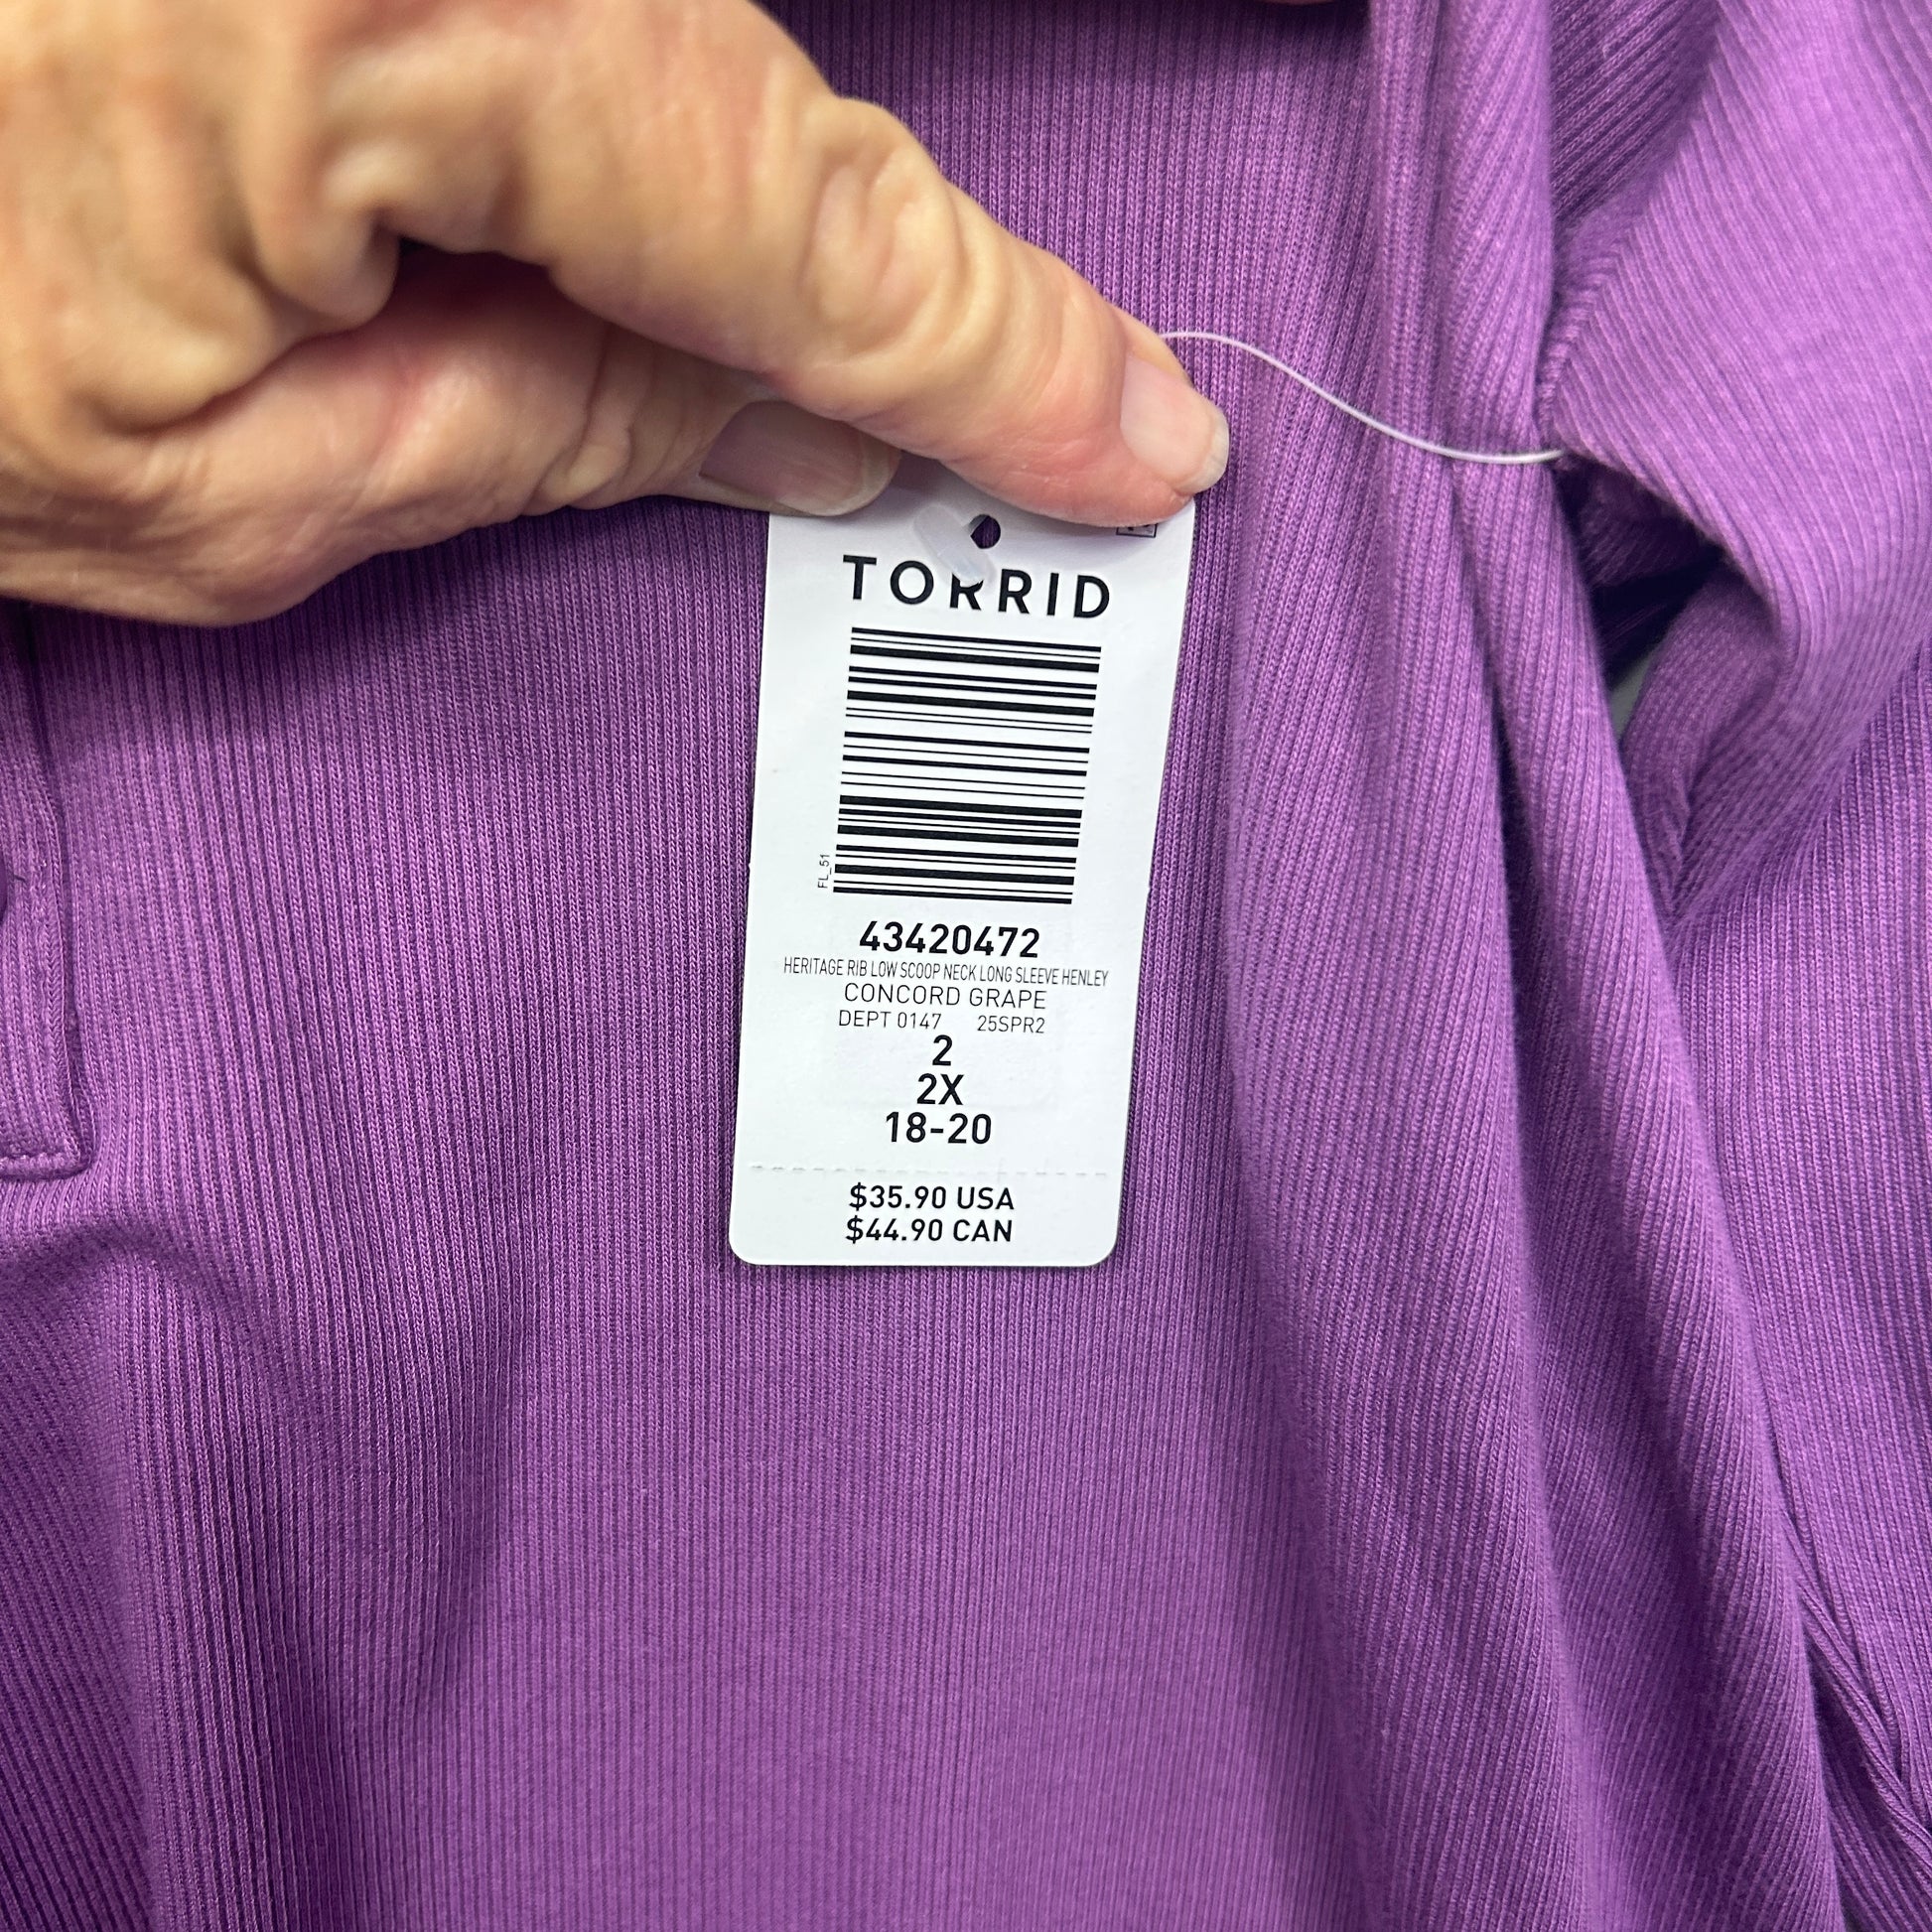 TORRID
FL_51
43420472
HERITAGE RIB LOW SCOOP NECK LONG SLEEVE HENLEY
CONCORD GRAPE
DEPT 0147 25SPR2
2
2X
18-20
$35.90 USA
$44.90 CAN